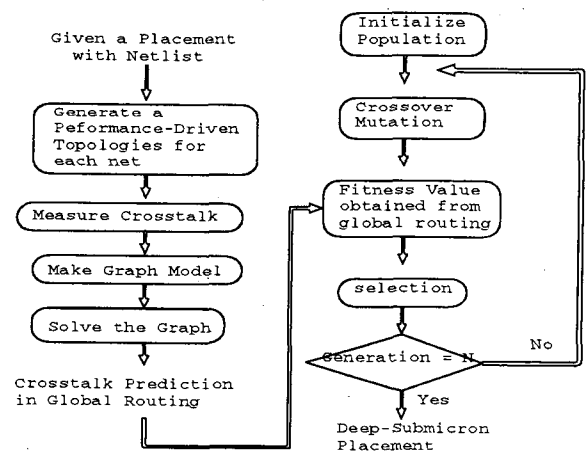 Given a Placement
with Netlist
Generate a
Peformance-Driven
Topologies for
each net
Measure Crosstalk
Make Graph Model
Solve the Graph
Crosstalk Prediction
in Global Routing
Initialize
Population
Crossover
Mutation
Fitness Value
obtained from
global routing
selection
Generation = N
No
Yes
Deep-Submicron
Placement